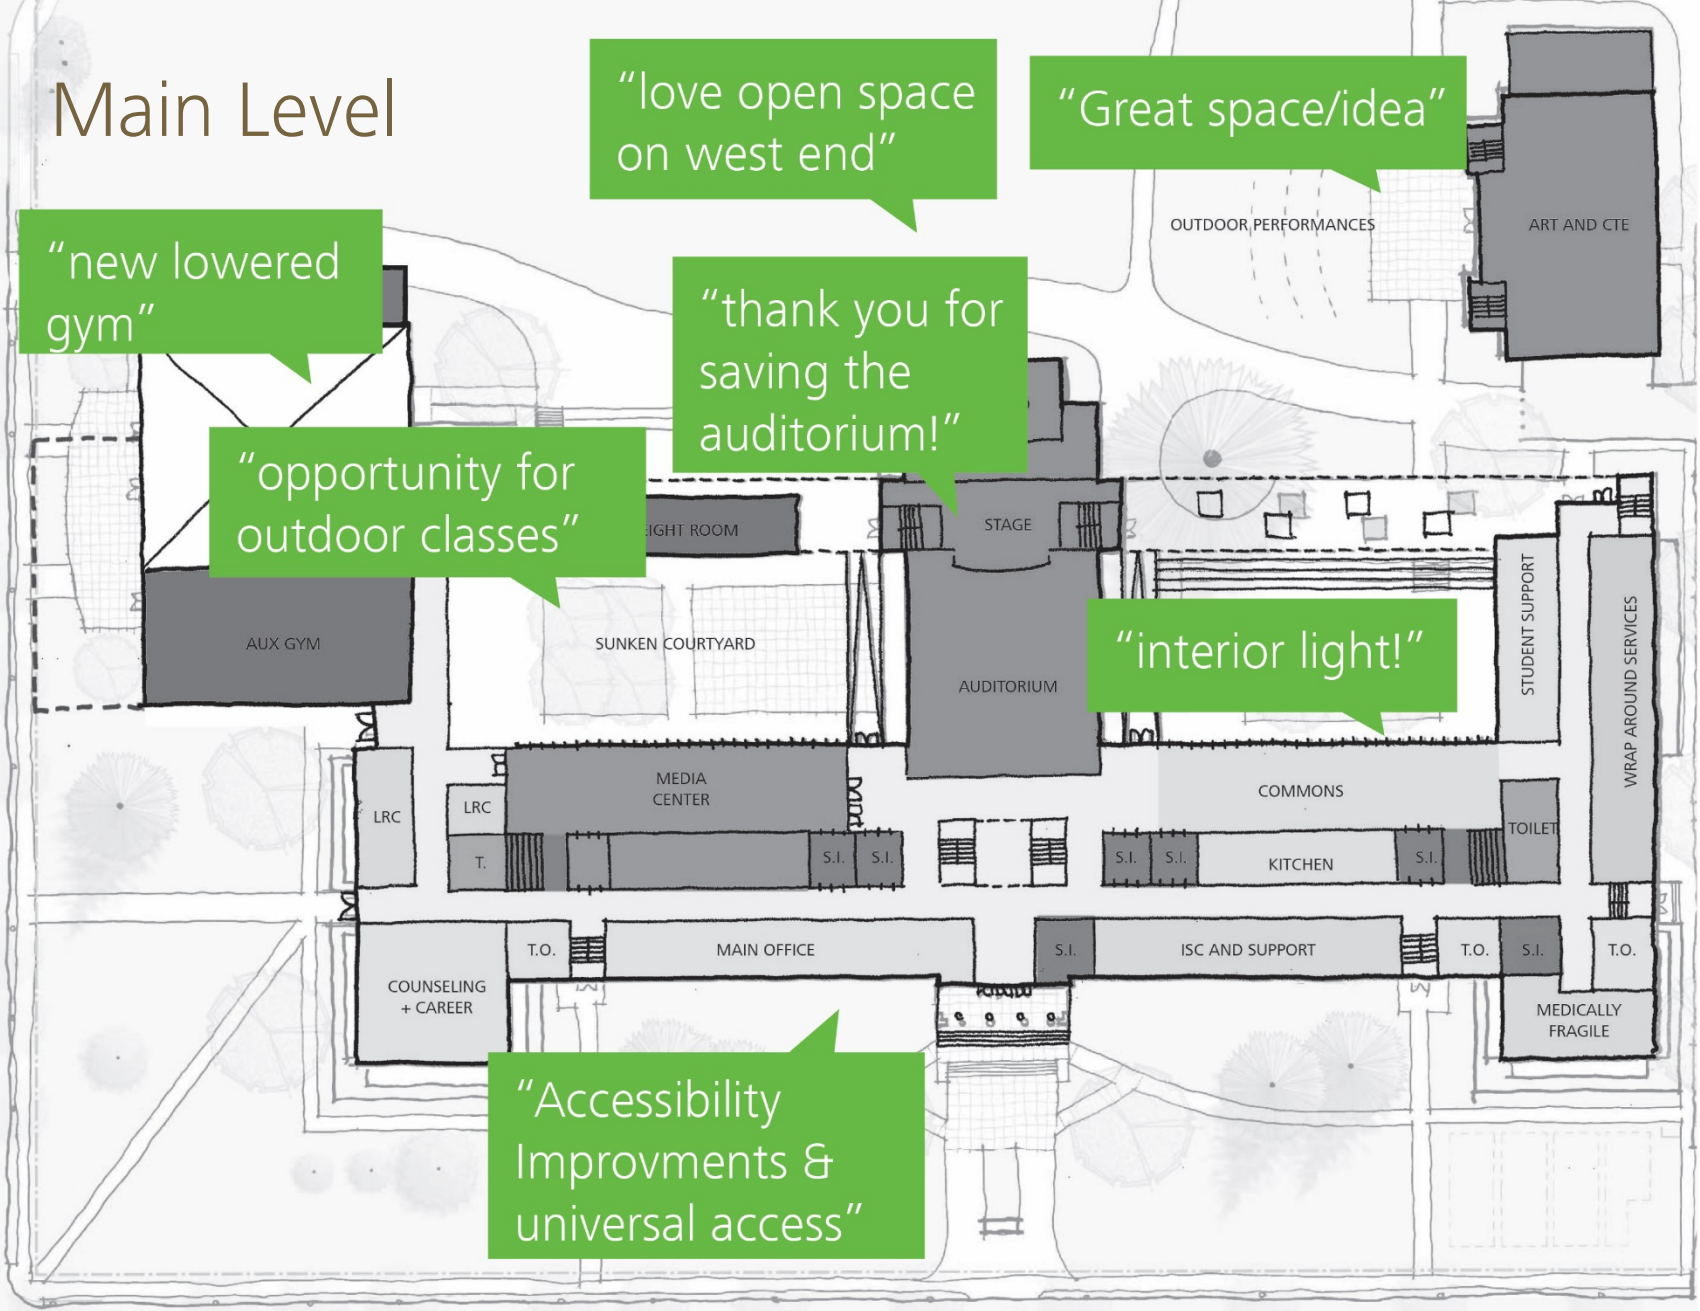 Main Level
“love open space
on west end”
“Great space/idea”
“new lowered
gym”
OUTDOOR PERFORMANCES
ART AND CTE
“thank you for
saving the
auditorium!”
“opportunity for
outdoor classes”
ROOM
STAGE
STUDENT SUPPORT
WRAP AROUND SERVICES
AUX GYM
SUNKEN COURTYARD
AUDITORIUM
“interior light!”
MEDIA
CENTER
COMMONS
LRC
LRC
TOILET
T.
S.I.
S.I.
S.I.
S.I.
KITCHEN
S.I.
T.O.
MAIN OFFICE
S.I.
ISC AND SUPPORT
T.O.
S.I.
T.O.
COUNSELING
+ CAREER
MEDICALLY
FRAGILE
“Accessibility
Improvments &
universal access”